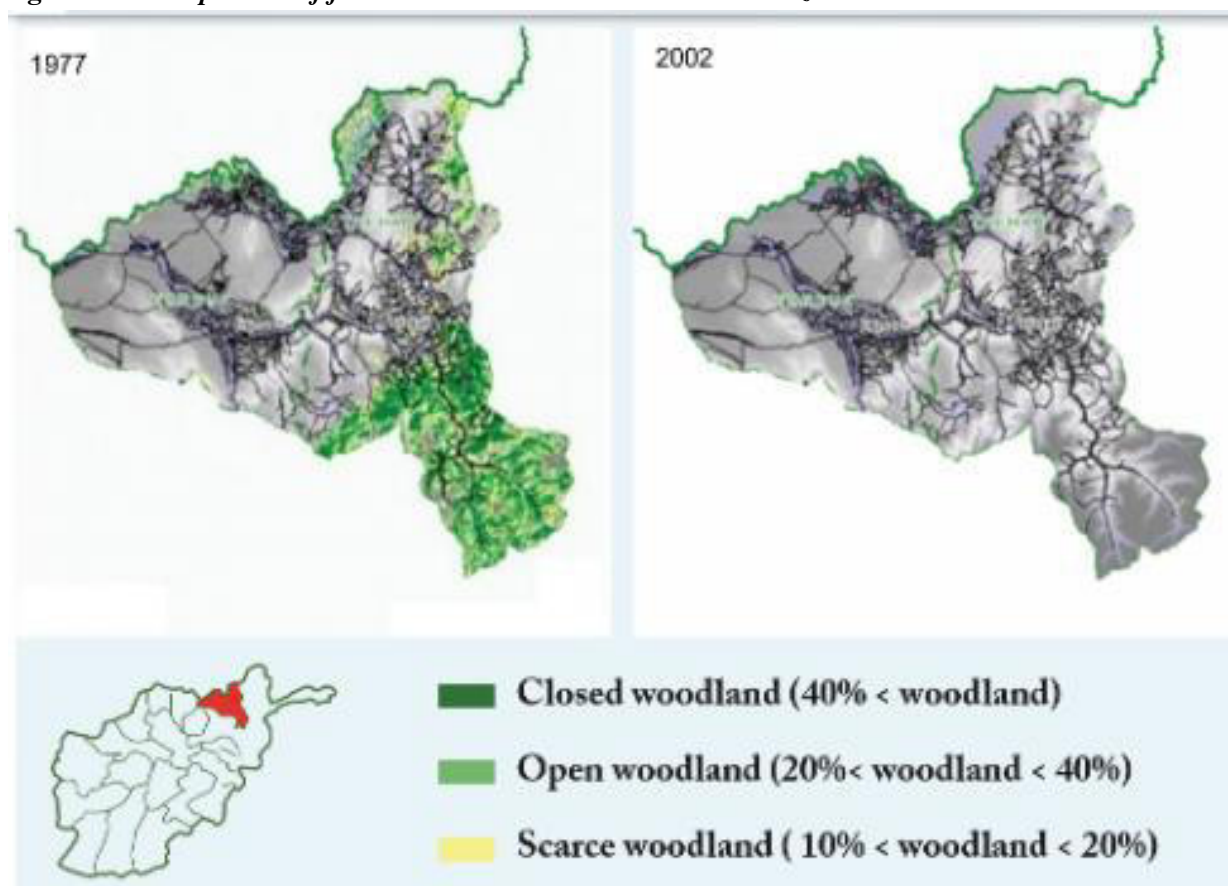 1977
2002
Closed woodland (40% < woodland)
Open woodland (20%< woodland < 40%)
Scarce woodland ( 10% < woodland < 20%)